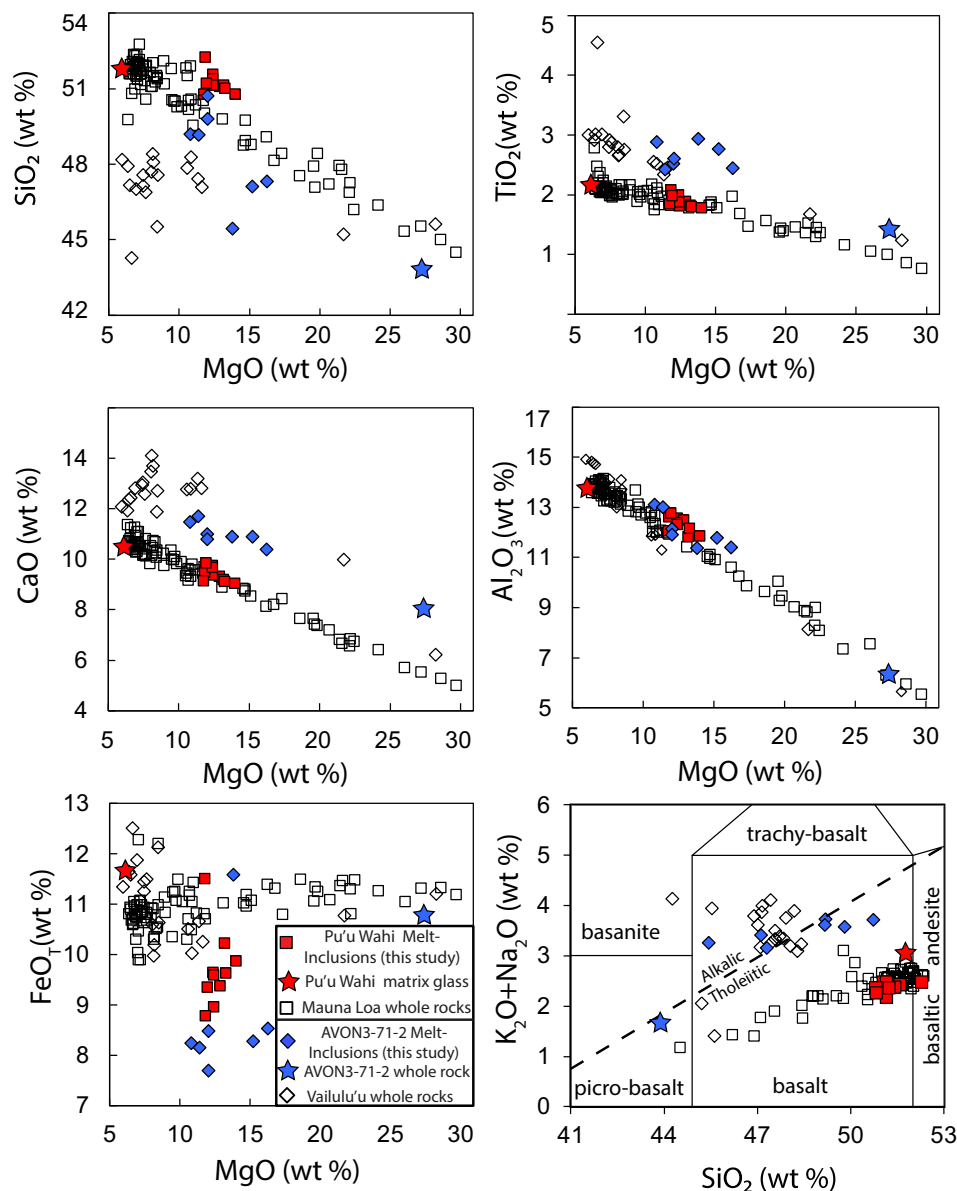 54
51
48
45
42
SiO₂ (wt %)
5 10 15 20 25 30
MgO (wt %)
5
4
3
2
1
TiO₂(wt %)
5 10 15 20 25 30
MgO (wt %)
14
12
10
8
6
4
CaO (wt %)
5 10 15 20 25 30
MgO (wt %)
17
15
13
11
9
7
5
Al₂O₃(wt %)
5 10 15 20 25 30
MgO (wt %)
13
12
11
10
9
8
7
FeO_T(wt %)
5 10 15 20 25 30
MgO (wt %)
Pu'u Wahi Melt-
Inclusions (this study)
Pu'u Wahi matrix glass
Mauna Loa whole rocks
AVON3-71-2 Melt-
Inclusions (this study)
AVON3-71-2 whole rock
Vailulu'u whole rocks
6
5
4
3
2
1
0
K₂O+Na₂O (wt %)
trachy-basalt
basanite
Alkalic
Tholeiitic
basaltic andesite
picro-basalt
basalt
41 44 47 50 53
SiO₂ (wt %)